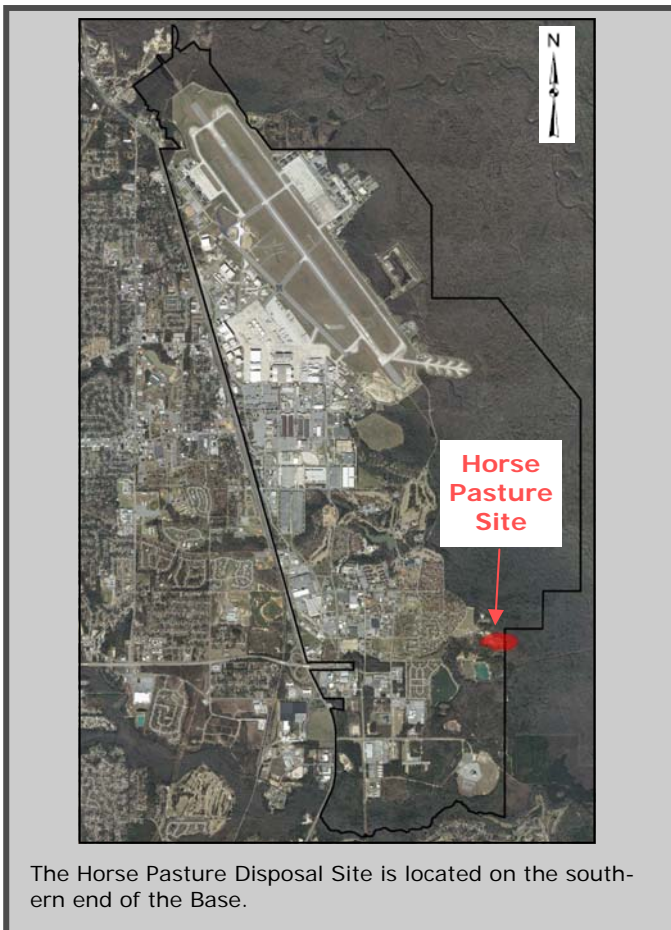 N
Horse
Pasture
Site
The Horse Pasture Disposal Site is located on the south-
ern end of the Base.